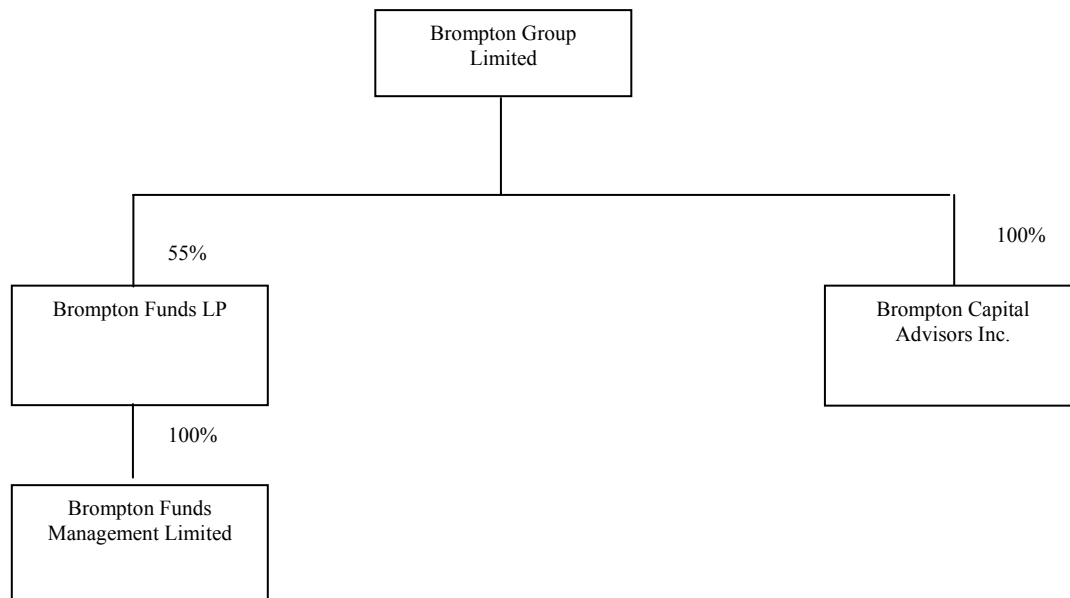 Brompton Group
Limited
55%
100%
Brompton Funds LP
Brompton Capital
Advisors Inc.
100%
Brompton Funds
Management Limited